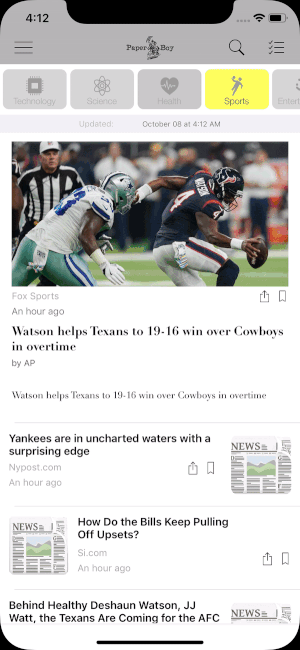 4:12
Paper Boy
Technology
Science
Health
Sports
Entert
Updated: October 08 at 4:12 AM
WATSON
4
Fox Sports
An hour ago
Watson helps Texans to 19-16 win over Cowboys
in overtime
by AP
Watson helps Texans to 19-16 win over Cowboys in overtime
Yankees are in uncharted waters with a
surprising edge
Nypost.com
An hour ago
NEWS
How Do the Bills Keep Pulling
Off Upsets?
Si.com
An hour ago
NEWS
Behind Healthy Deshaun Watson, JJ
Watt, the Texans Are Coming for the AFC
NEWS